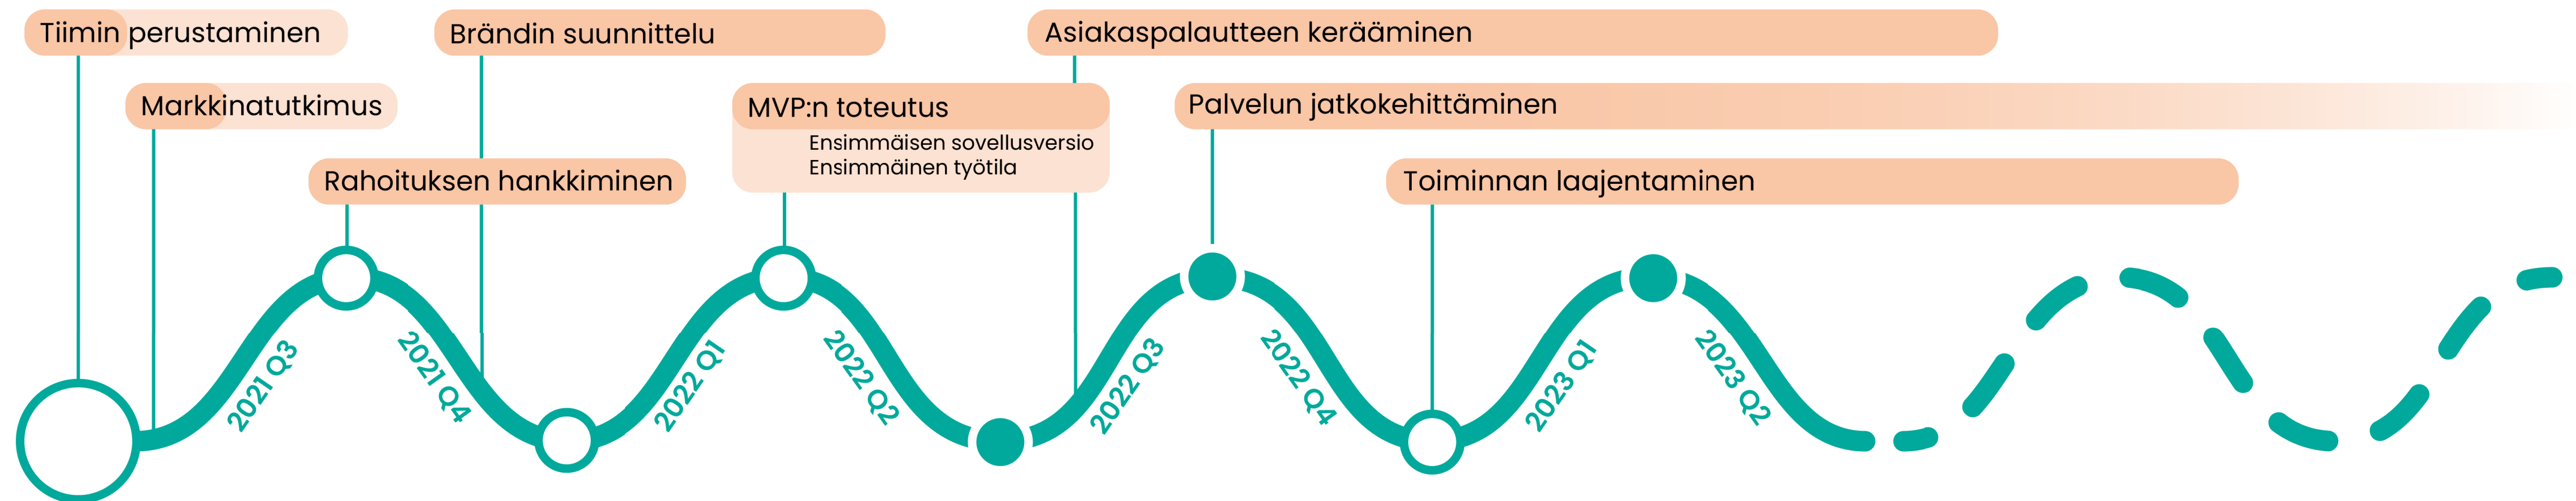 Tiimin perustaminen
Brändin suunnittelu
Asiakaspalautteen kerääminen
Markkinatutkimus
MVP:n toteutus
Ensimmäisen sovellusversio
Ensimmäinen työtila
Palvelun jatkokehittäminen
Rahoituksen hankkiminen
Toiminnan laajentaminen
2021 Q3
2021 Q4
2022 Q1
2022 Q2
2022 Q3
2022 Q4
2023 Q1
2023 Q2